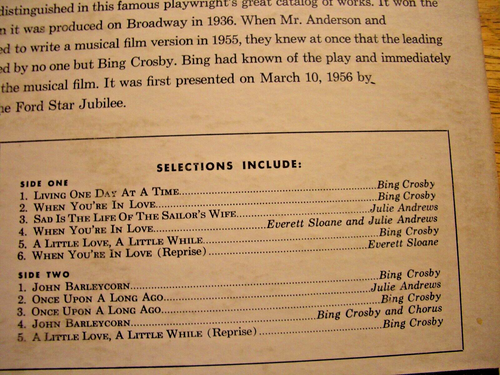 distinguished in this famous playwright's great catalog of works. It won the
n it was produced on Broadway in 1936. When Mr. Anderson and
ed to write a musical film version in 1955, they knew at once that the leading
ed by no one but Bing Crosby. Bing had known of the play and immediately
the musical film. It was first presented on March 10, 1956 by
he Ford Star Jubilee.
SELECTIONS INCLUDE:
SIDE ONE
1. LIVING ONE DAY AT A TIME Bing Crosby
2. WHEN YOU'RE IN LOVE Bing Crosby
3. SAD IS THE LIFE OF THE SAILOR'S WIFE Julie Andrews
4. WHEN YOU'RE IN LOVE Everett Sloane and Julie Andrews
5. A LITTLE LOVE, A LITTLE WHILE Bing Crosby
6. WHEN YOU'RE IN LOVE (Reprise) Everett Sloane
SIDE TWO
1. JOHN BARLEYCORN Bing Crosby
2. ONCE UPON A LONG AGO Julie Andrews
3. ONCE UPON A LONG AGO Bing Crosby
4. JOHN BARLEYCORN Bing Crosby and Chorus
5. A LITTLE LOVE, A LITTLE WHILE (Reprise) Bing Crosby